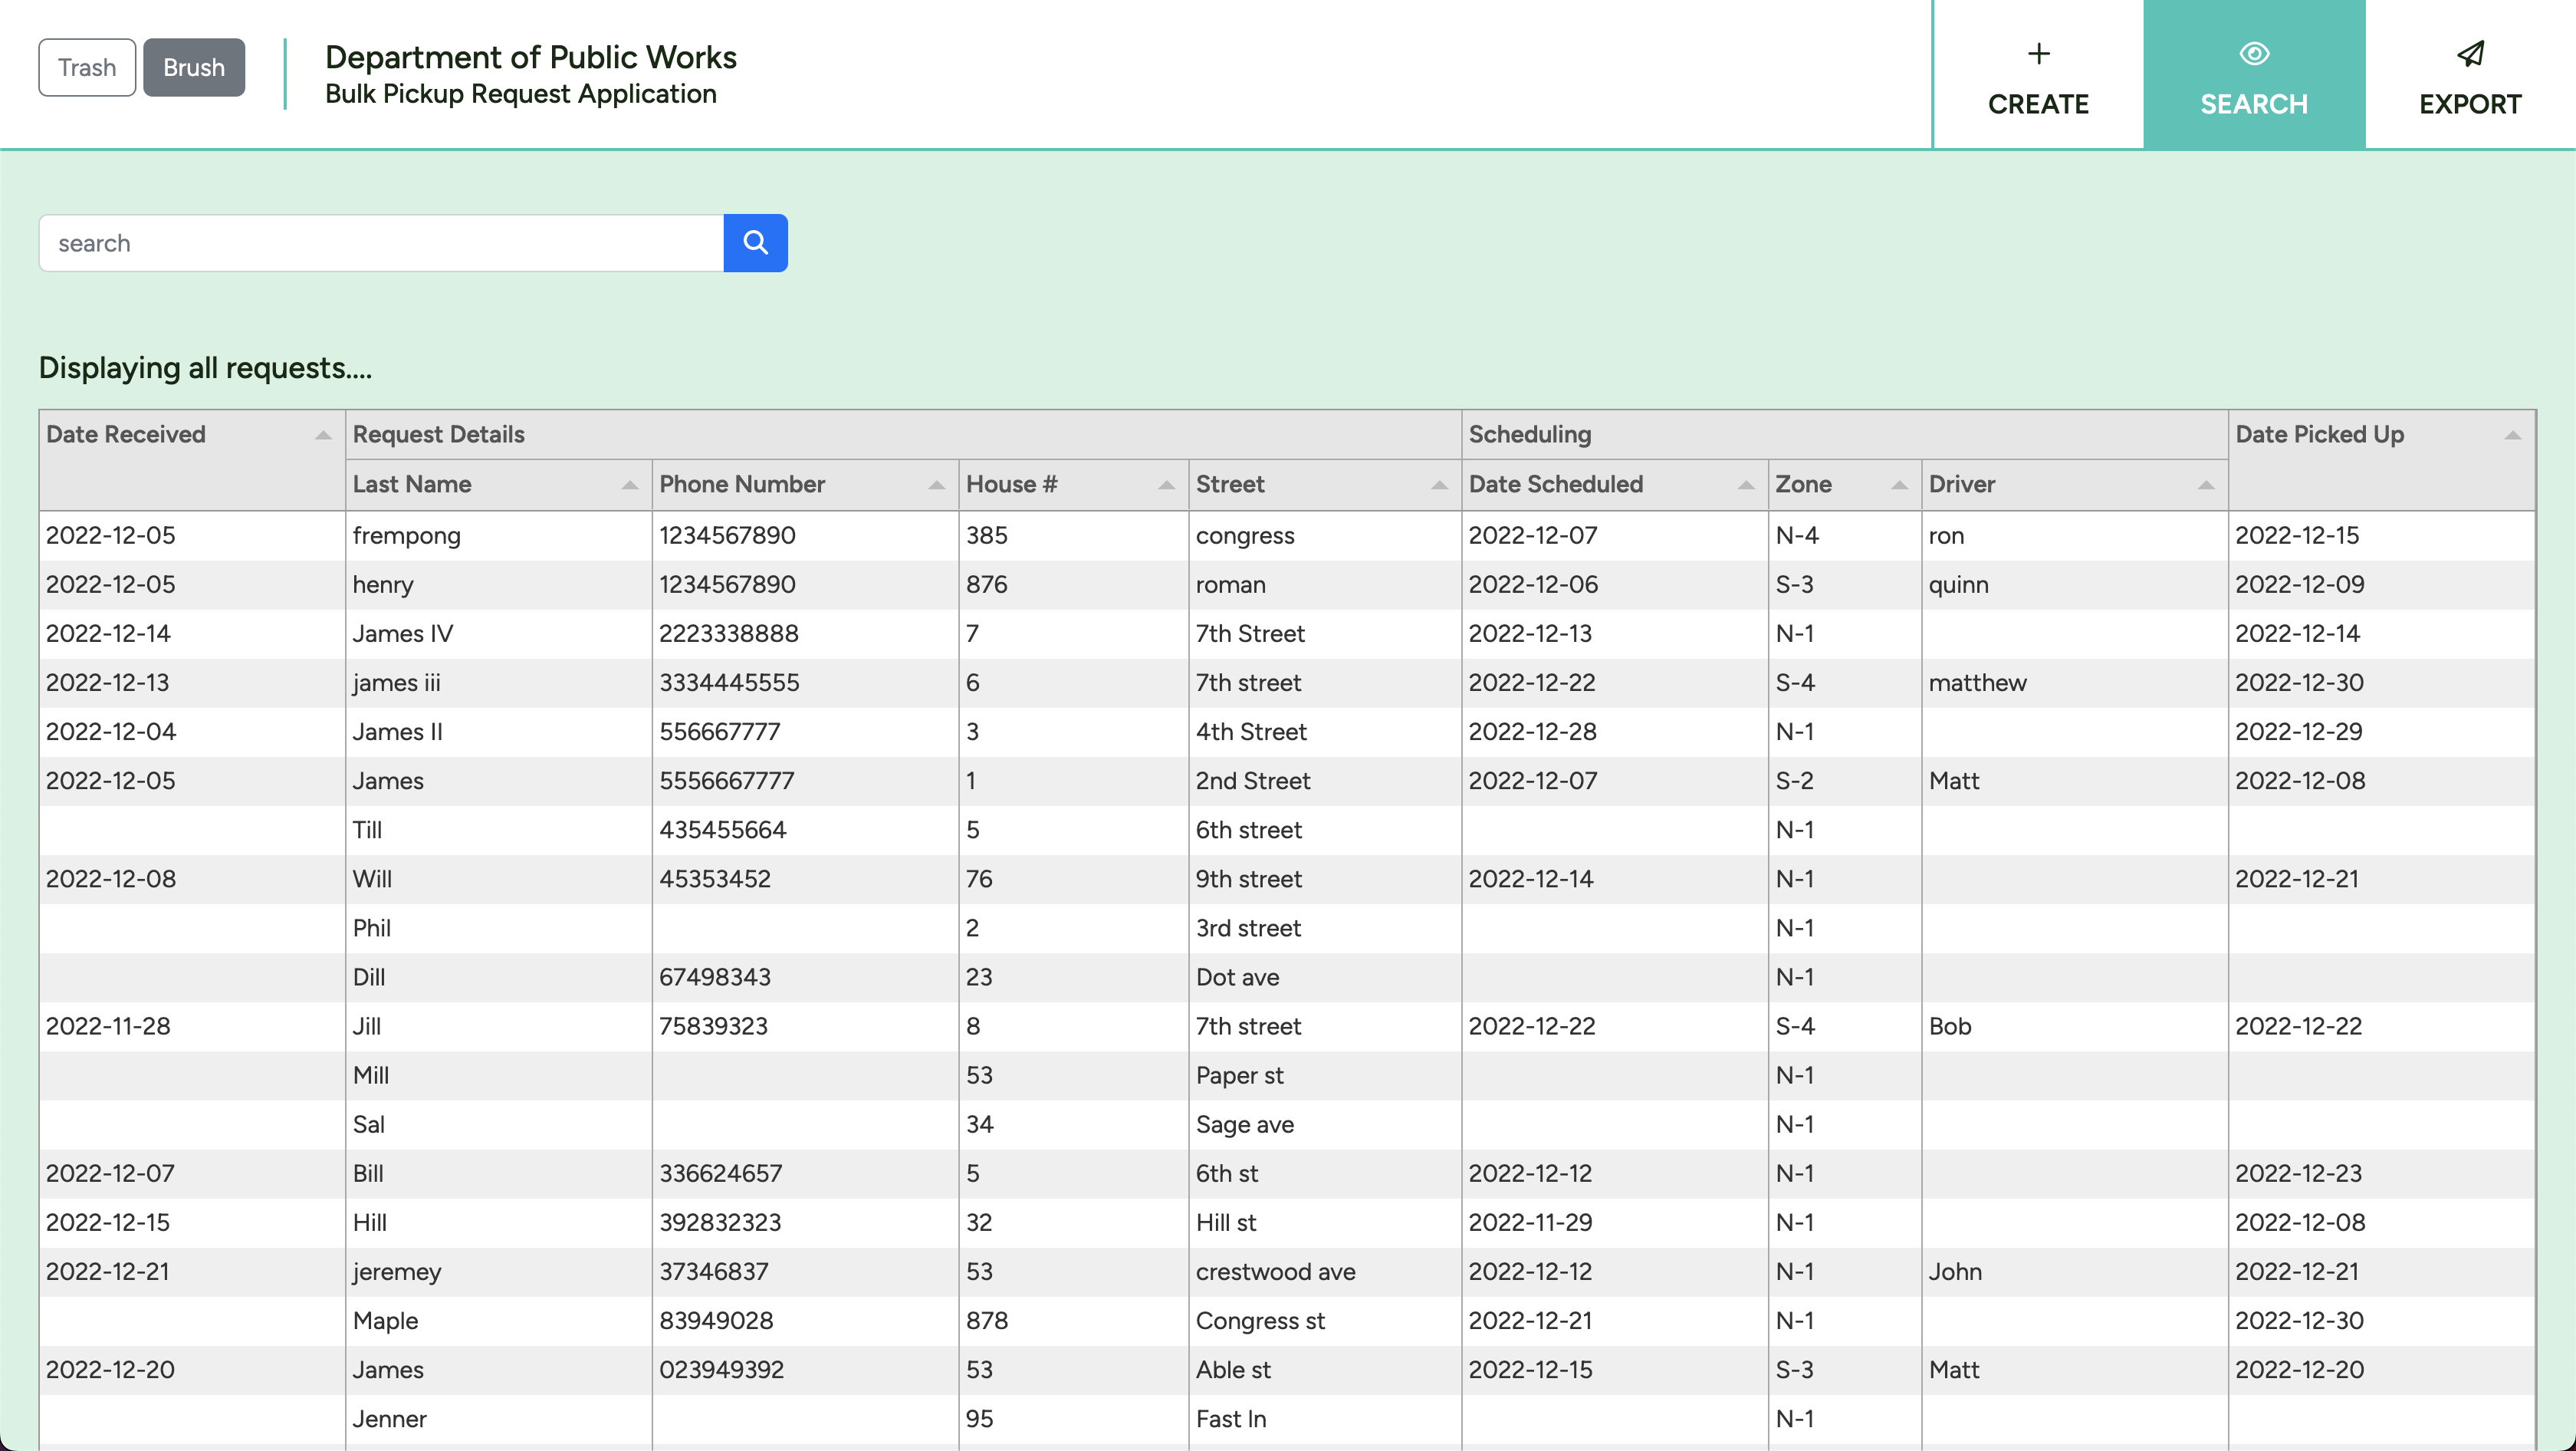 Trash Brush
Department of Public Works
Bulk Pickup Request Application
CREATE SEARCH EXPORT
search
Displaying all requests....
Date Received Request Details Scheduling Date Picked Up
Last Name Phone Number House # Street Date Scheduled Zone Driver
2022-12-05 frempong 1234567890 385 congress 2022-12-07 N-4 ron 2022-12-15
2022-12-05 henry 1234567890 876 roman 2022-12-06 S-3 quinn 2022-12-09
2022-12-14 James IV 2223338888 7 7th Street 2022-12-13 N-1 2022-12-14
2022-12-13 james iii 3334445555 6 7th street 2022-12-22 S-4 matthew 2022-12-30
2022-12-04 James II 556667777 3 4th Street 2022-12-28 N-1 2022-12-29
2022-12-05 James 5556667777 1 2nd Street 2022-12-07 S-2 Matt 2022-12-08
Till 435455664 5 6th street N-1
2022-12-08 Will 45353452 76 9th street 2022-12-14 N-1 2022-12-21
Phil 2 3rd street N-1
Dill 67498343 23 Dot ave N-1
2022-11-28 Jill 75839323 8 7th street 2022-12-22 S-4 Bob 2022-12-22
Mill 53 Paper st N-1
Sal 34 Sage ave N-1
2022-12-07 Bill 336624657 5 6th st 2022-12-12 N-1 2022-12-23
2022-12-15 Hill 392832323 32 Hill st 2022-11-29 N-1 2022-12-08
2022-12-21 jeremey 37346837 53 crestwood ave 2022-12-12 N-1 John 2022-12-21
Maple 83949028 878 Congress st 2022-12-21 N-1 2022-12-30
2022-12-20 James 023949392 53 Able st 2022-12-15 S-3 Matt 2022-12-20
Jenner 95 Fast ln N-1